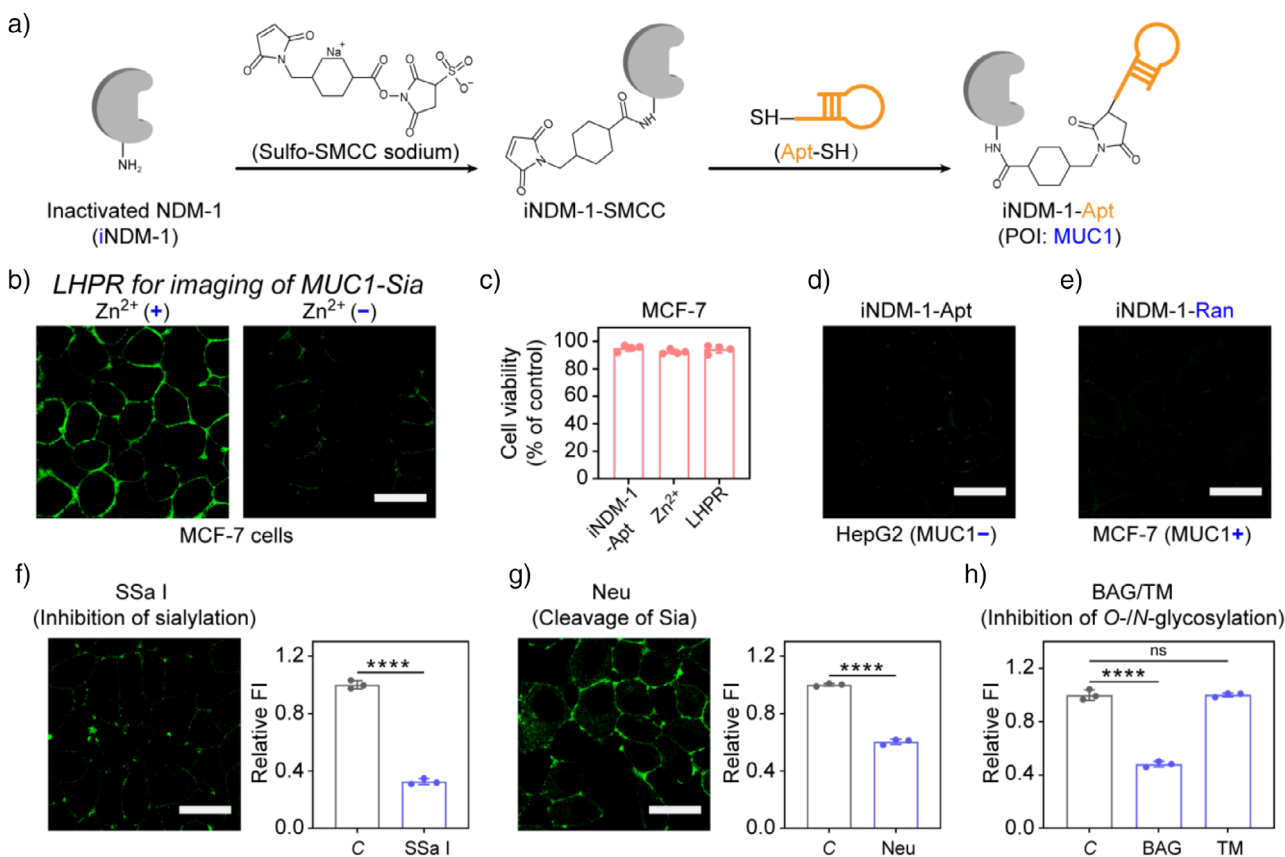 a)
Na+
O
O
N
O
O
O
N
O
O
S
O
O
O−
NH2
(Sulfo-SMCC sodium)
O
O
N
O
NH
SH
(Apt-SH)
NH
O
O
N
O
Inactivated NDM-1
(iNDM-1)
iNDM-1-SMCC
iNDM-1-Apt
(POI: MUC1)
b) LHPR for imaging of MUC1-Sia
Zn2+ (+) Zn2+ (−)
MCF-7 cells
c)
MCF-7
Cell viability
(% of control)
100
80
60
40
20
0
iNDM-1
-Apt
Zn2+
LHPR
d)
iNDM-1-Apt
HepG2 (MUC1−)
e)
iNDM-1-Ran
MCF-7 (MUC1+)
f)
SSa I
(Inhibition of sialylation)
Relative FI
1.2
0.8
0.4
0.0
****
C SSa I
g)
Neu
(Cleavage of Sia)
Relative FI
1.2
0.8
0.4
0.0
****
C Neu
h)
BAG/TM
(Inhibition of O-/N-glycosylation)
Relative FI
1.2
0.8
0.4
0.0
ns
****
C BAG TM